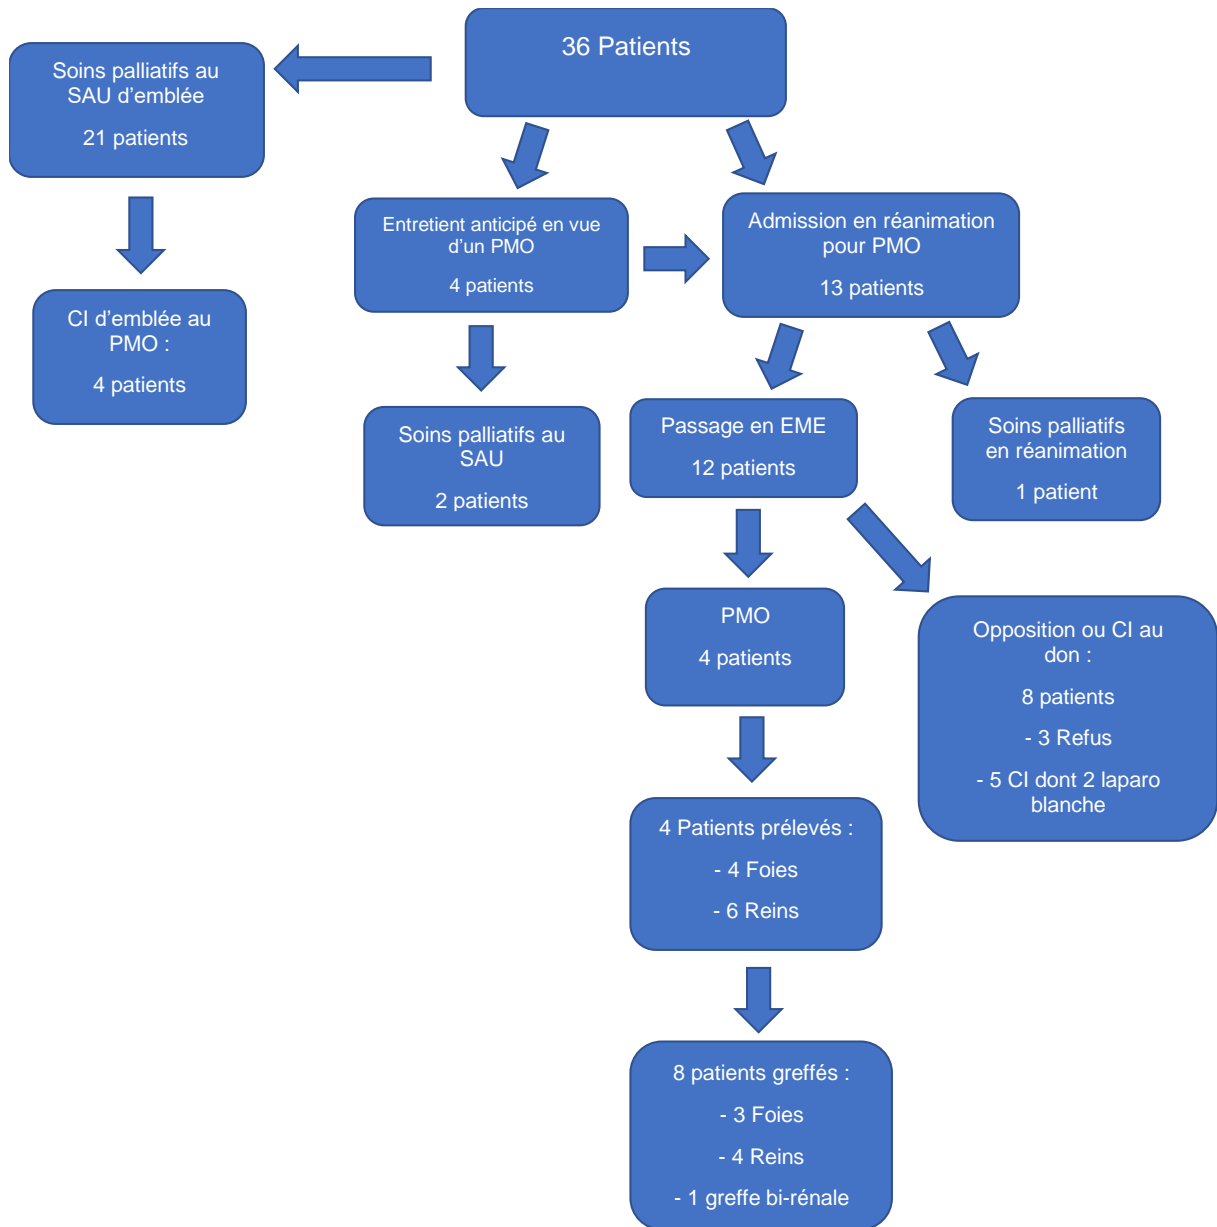 36 Patients
Soins palliatifs au
SAU d’emblée
21 patients
Entretient anticipé en vue
d’un PMO
4 patients
Admission en réanimation
pour PMO
13 patients
CI d’emblée au
PMO :
4 patients
Soins palliatifs au
SAU
2 patients
Passage en EME
12 patients
Soins palliatifs
en réanimation
1 patient
PMO
4 patients
Opposition ou CI au
don :
8 patients
- 3 Refus
- 5 CI dont 2 laparo
blanche
4 Patients prélevés :
- 4 Foies
- 6 Reins
8 patients greffés :
- 3 Foies
- 4 Reins
- 1 greffe bi-rénale